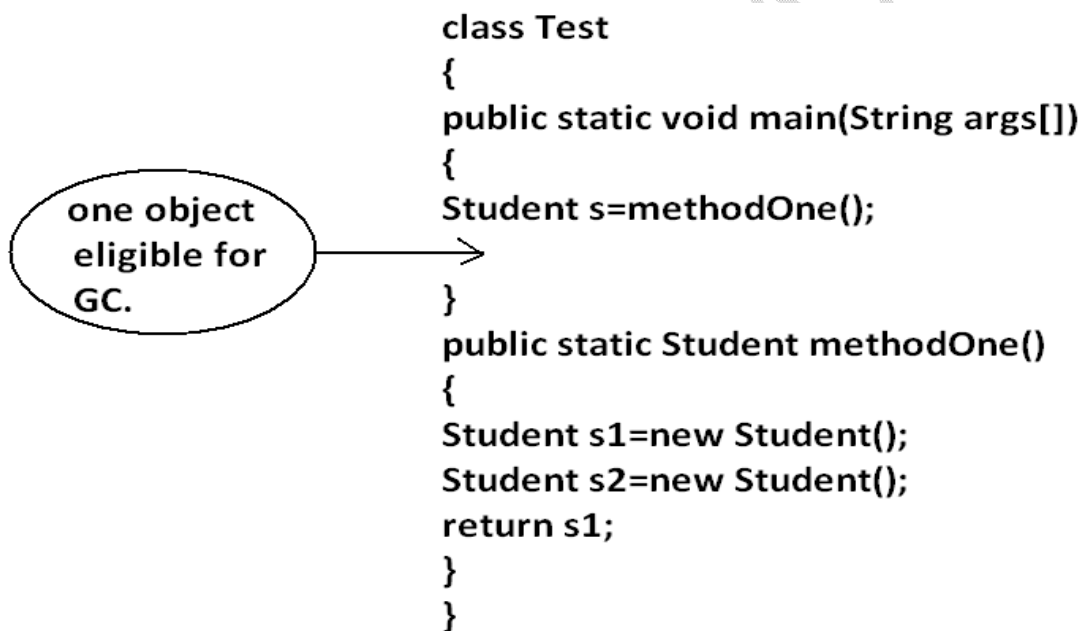 class Test
{
public static void main(String args[])
{
one object
eligible for
GC.
Student s=methodOne();
}
public static Student methodOne()
{
Student s1=new Student();
Student s2=new Student();
return s1;
}
}